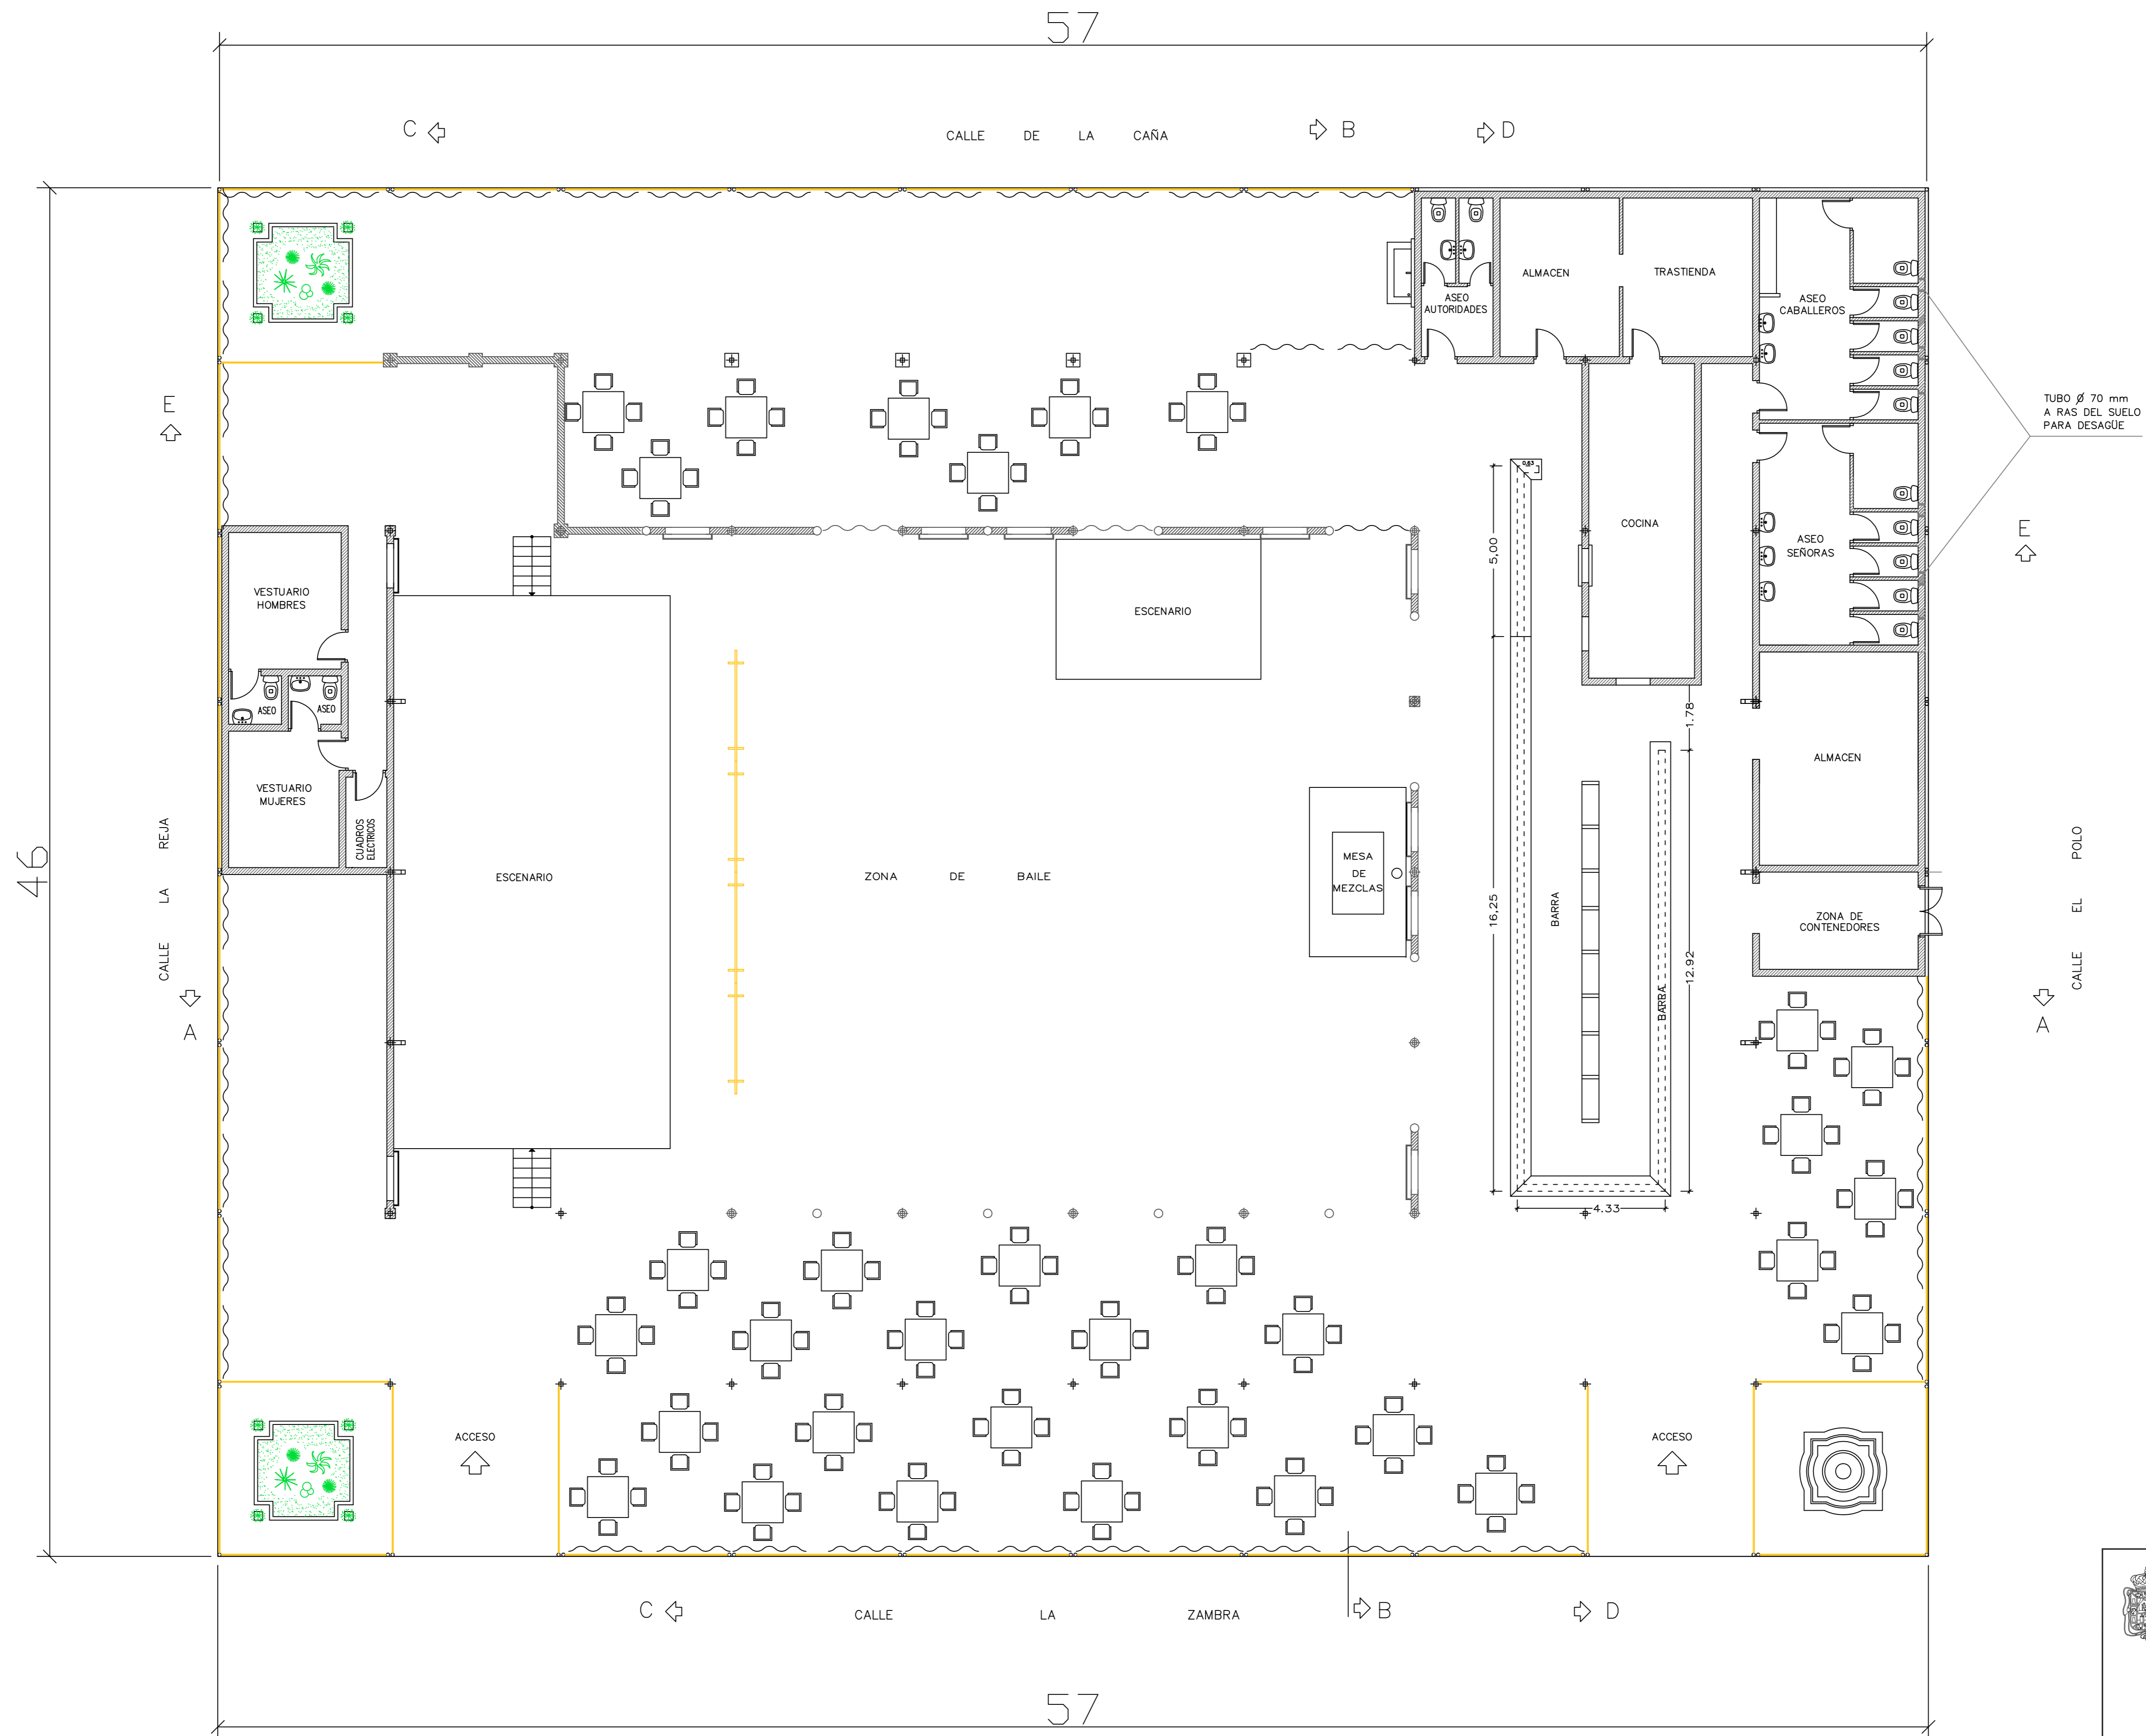 57
C
CALLE DE LA CAÑA
B
D
ALMACEN
TRASTIENDA
ASEO
AUTORIDADES
ASEO
CABALLEROS
TUBO Ø 70 mm
A RAS DEL SUELO
PARA DESAGÜE
E
E
0.63
5,00
COCINA
ASEO
SEÑORAS
VESTUARIO
HOMBRES
ESCENARIO
ASEO
ASEO
1.78
ALMACEN
VESTUARIO
MUJERES
CUADROS
ELECTRICOS
46
CALLE LA REJA
ESCENARIO
ZONA DE BAILE
MESA
DE
MEZCLAS
16,25
BARRA
12.92
BARRA
ZONA DE
CONTENEDORES
CALLE EL POLO
A
A
4.33
ACCESO
ACCESO
C
CALLE LA ZAMBRA
B
D
57